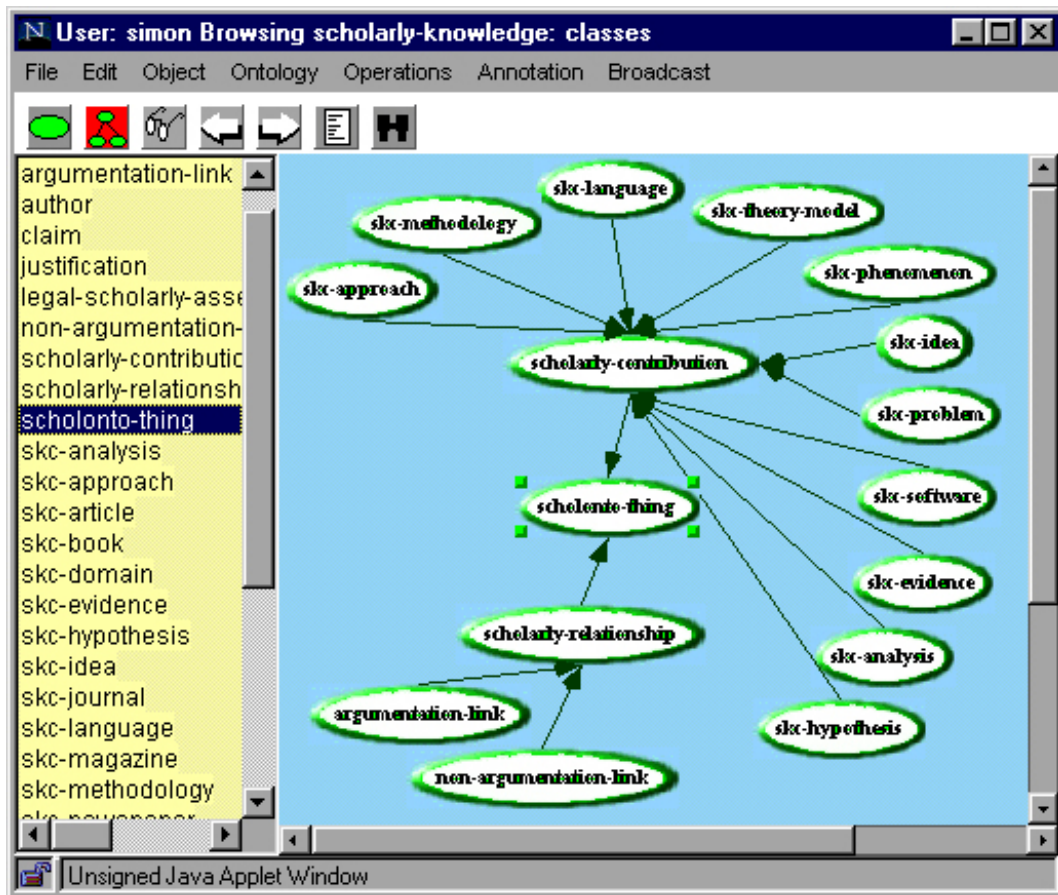 User: simon Browsing scholarly-knowledge: classes
File Edit Object Ontology Operations Annotation Broadcast
argumentation-link
author
claim
justification
legal-scholarly-asse
non-argumentation-
scholarly-contributio
scholarly-relationsh
scholonto-thing
skc-analysis
skc-approach
skc-article
skc-book
skc-domain
skc-evidence
skc-hypothesis
skc-idea
skc-journal
skc-language
skc-magazine
skc-methodology
skc-language
skc-methodology
skc-theory-model
skc-approach
skc-phenomenon
scholarly-contribution
skc-idea
skc-problem
scholonto-thing
skc-software
skc-evidence
scholarly-relationship
skc-analysis
argumentation-link
skc-hypothesis
non-argumentation-link
Unsigned Java Applet Window